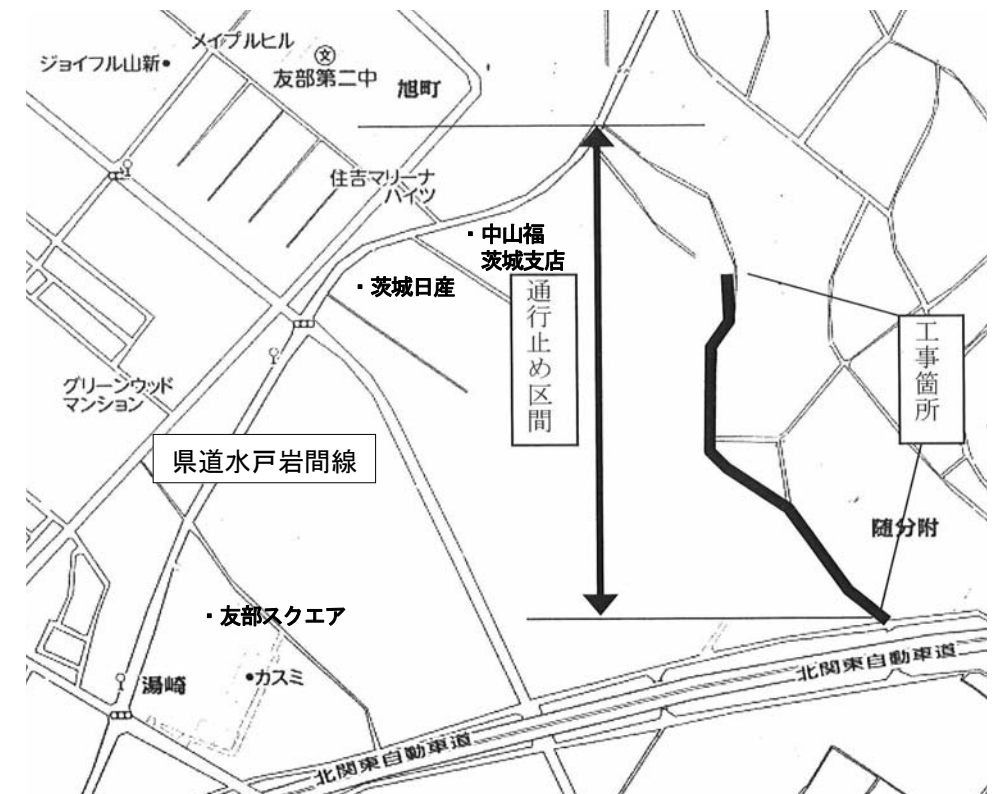 メイプルヒル
ジョイフル山新
文
友部第二中
旭町
住吉マリーナ
ハイツ
・中山福
茨城支店
・茨城日産
通行止め区間
工事箇所
グリーンウッド
マンション
県道水戸岩間線
随分附
・友部スクエア
カスミ
湯崎
北関東自動車道
北関東自動車道